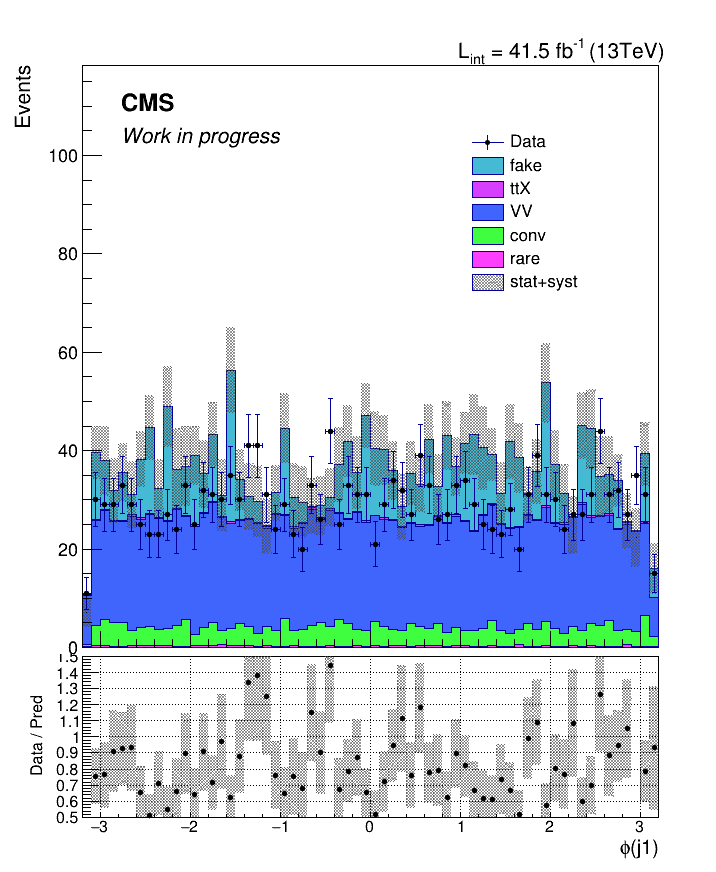 L_int = 41.5 fb^-1 (13TeV)
Events
CMS
Work in progress
Data
fake
ttX
VV
conv
rare
stat+syst
100
80
60
40
20
0
Data / Pred
1.5
1.4
1.3
1.2
1.1
1
0.9
0.8
0.7
0.6
0.5
−3 −2 −1 0 1 2 3
ϕ(j1)